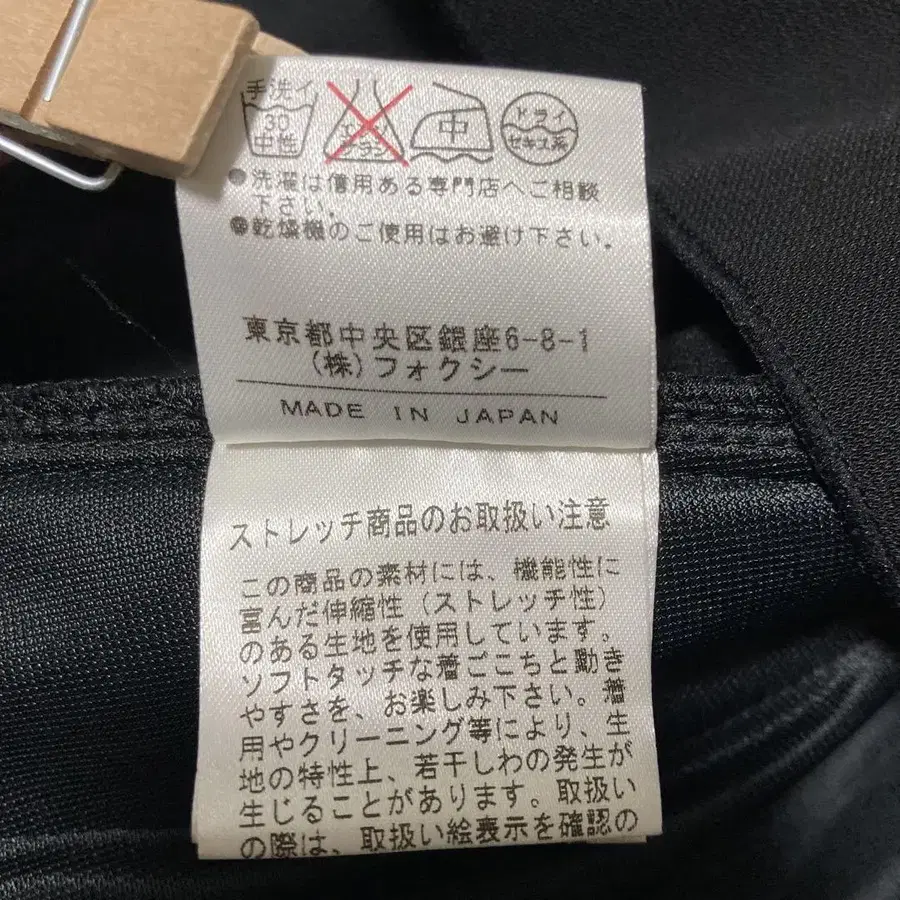 手洗イ
30
中性
エンソ
サラシ
中
ドライ
セキユ系
●洗濯は信用ある専門店へご相談
下さい。
●乾燥機のご使用はお避け下さい。
東京都中央区銀座6-8-1
(株)フォクシー
MADE IN JAPAN
ストレッチ商品のお取扱い注意
この商品の素材には、機能性に
富んだ伸縮性(ストレッチ性)
のある生地を使用しています。
ソフトタッチな着ごこちと動き
やすさを、お楽しみ下さい。着
用やクリーニング等により、生
地の特性上、若干しわの発生が
生じることがあります。取扱い
の際は、取扱い絵表示を確認の